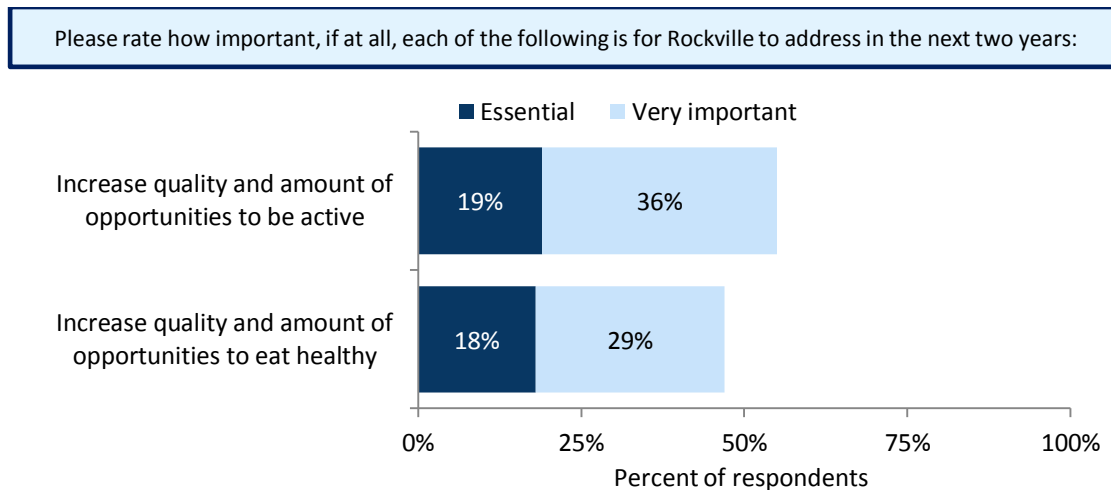 Please rate how important, if at all, each of the following is for Rockville to address in the next two years:
Essential Very important
Increase quality and amount of
opportunities to be active
19% 36%
Increase quality and amount of
opportunities to eat healthy
18% 29%
0% 25% 50% 75% 100%
Percent of respondents